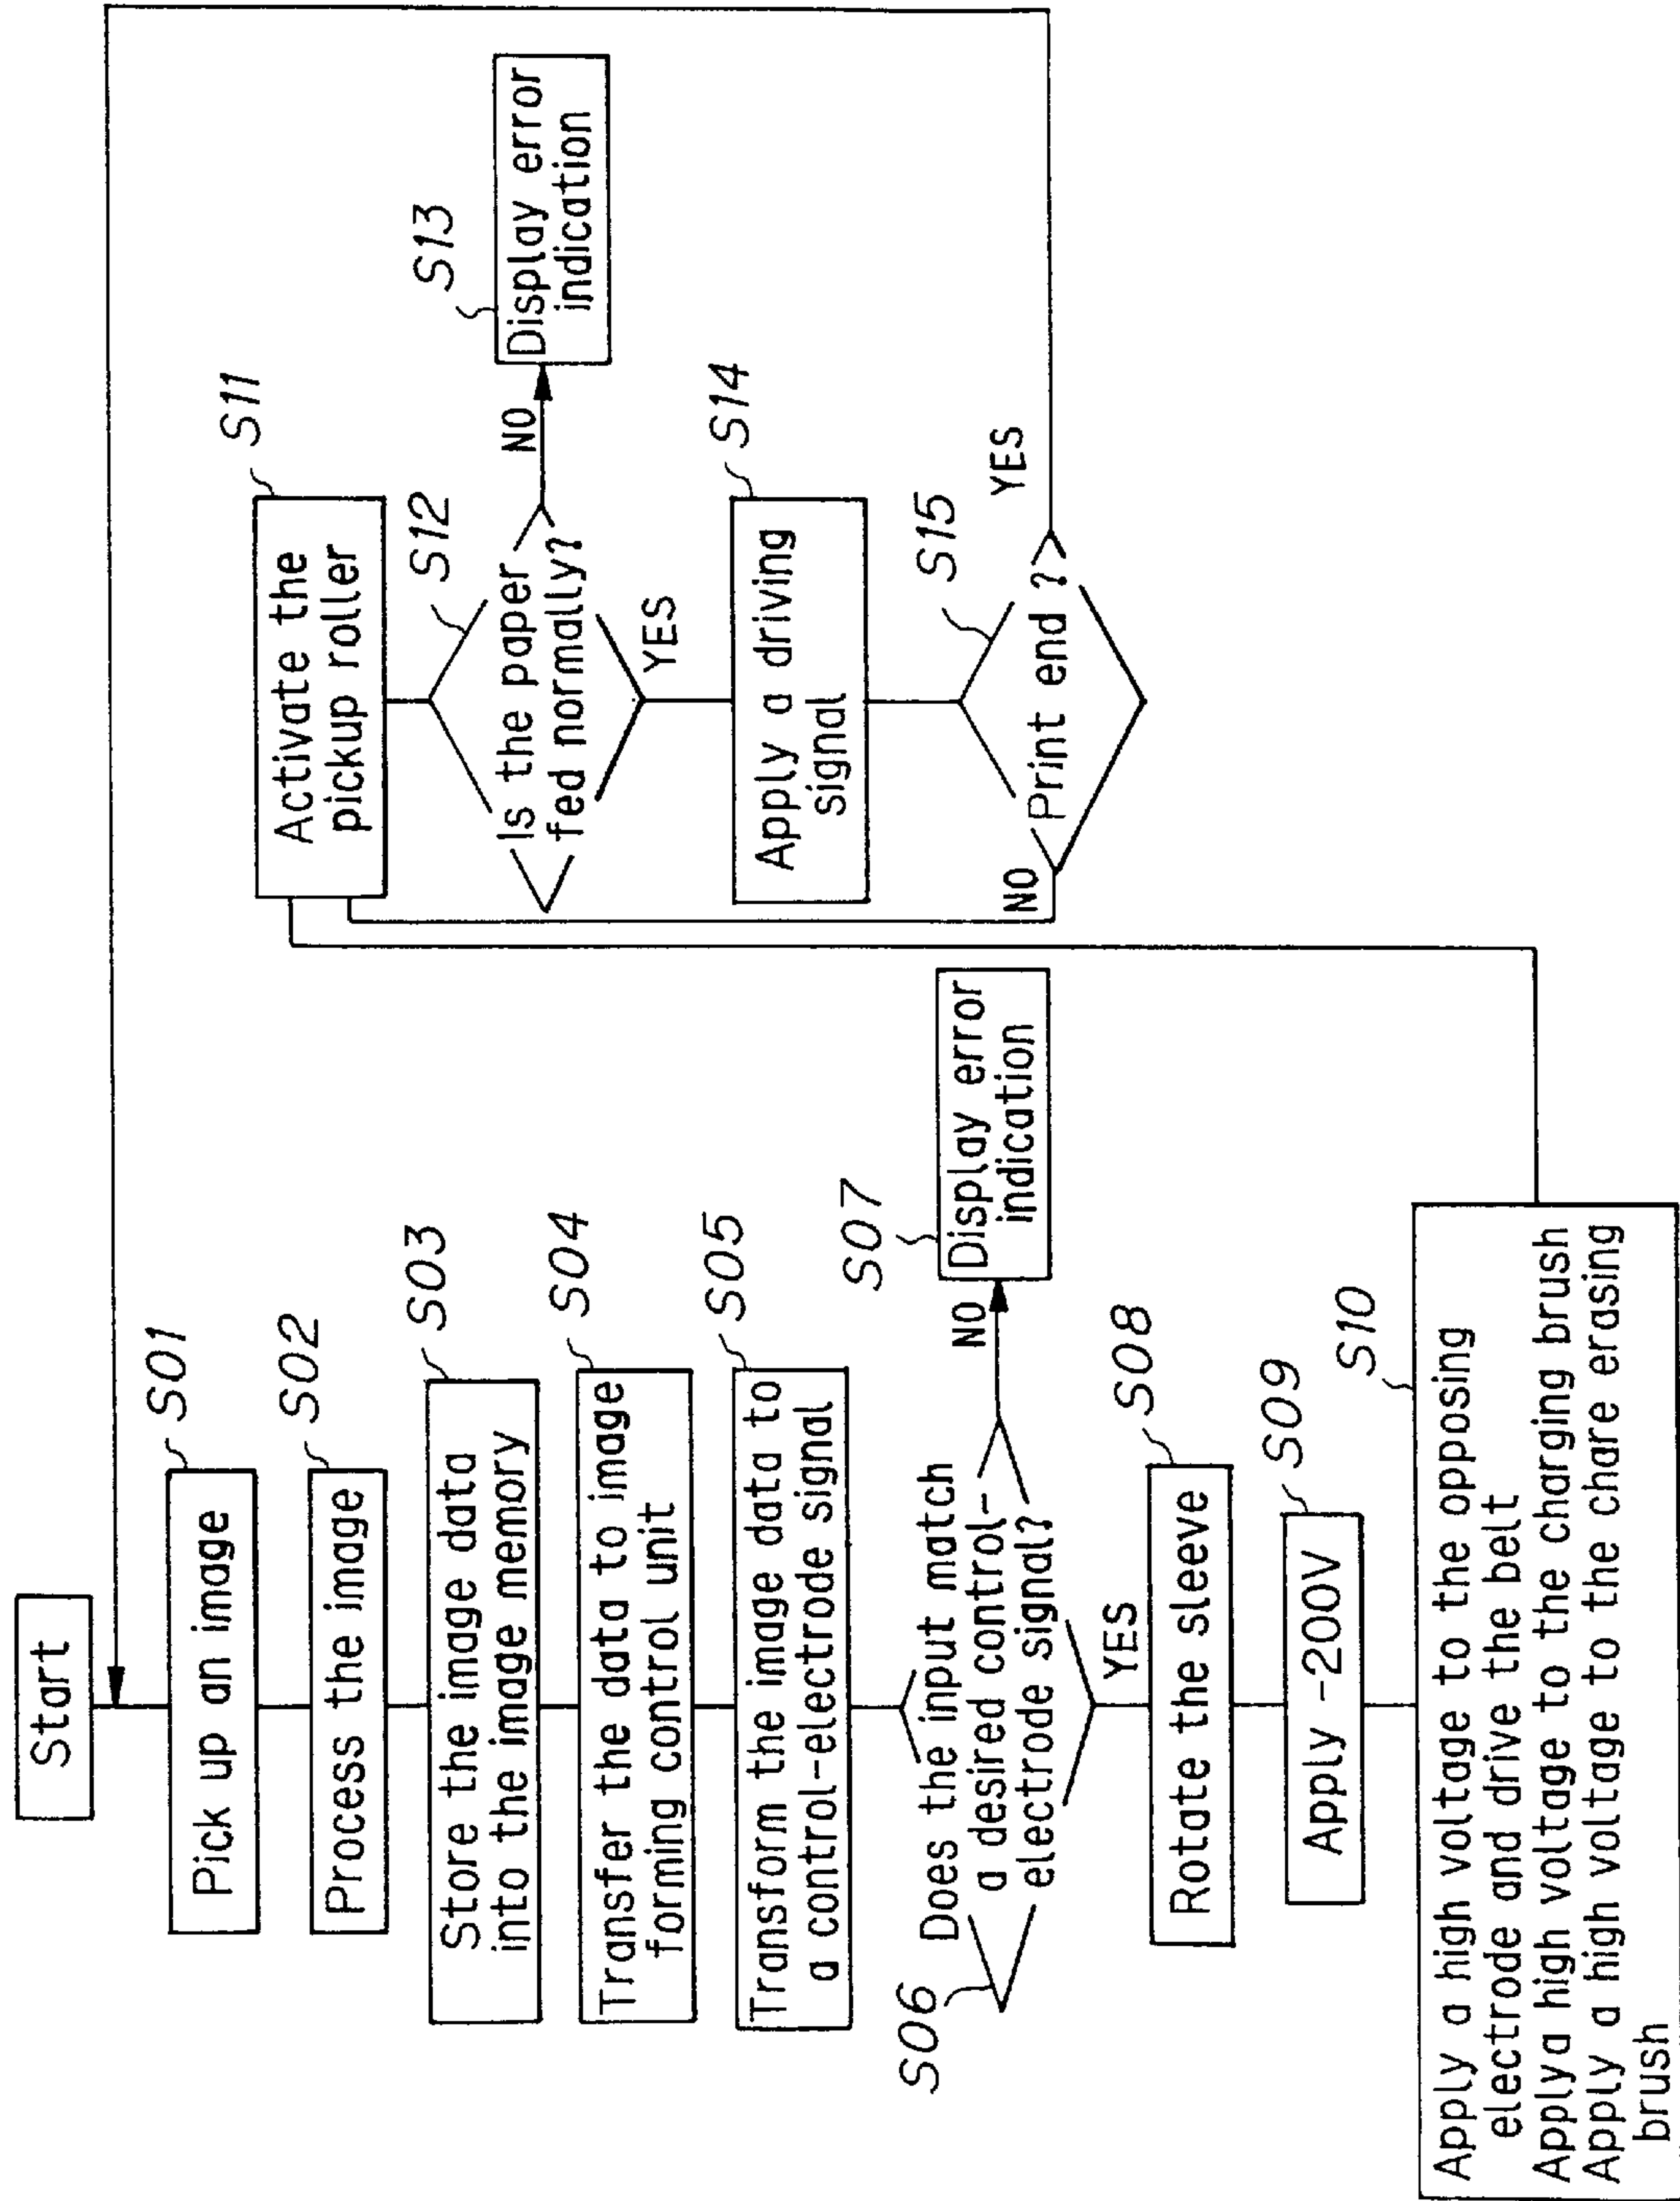 Start
S01
Pick up an image
S02
Process the image
S03
Store the image data
into the image memory
S04
Transfer the data to image
forming control unit
S05
Transform the image data to
a control-electrode signal
S06
Does the input match
a desired control-
electrode signal?
NO
S07
Display error
indication
YES
S08
Rotate the sleeve
S09
Apply -200V
S10
Apply a high voltage to the opposing
electrode and drive the belt
Apply a high voltage to the charging brush
Apply a high voltage to the chare erasing
brush
S11
Activate the
pickup roller
S12
Is the paper
fed normally?
NO
S13
Display error
indication
YES
S14
Apply a driving
signal
S15
Print end ?
YES
NO